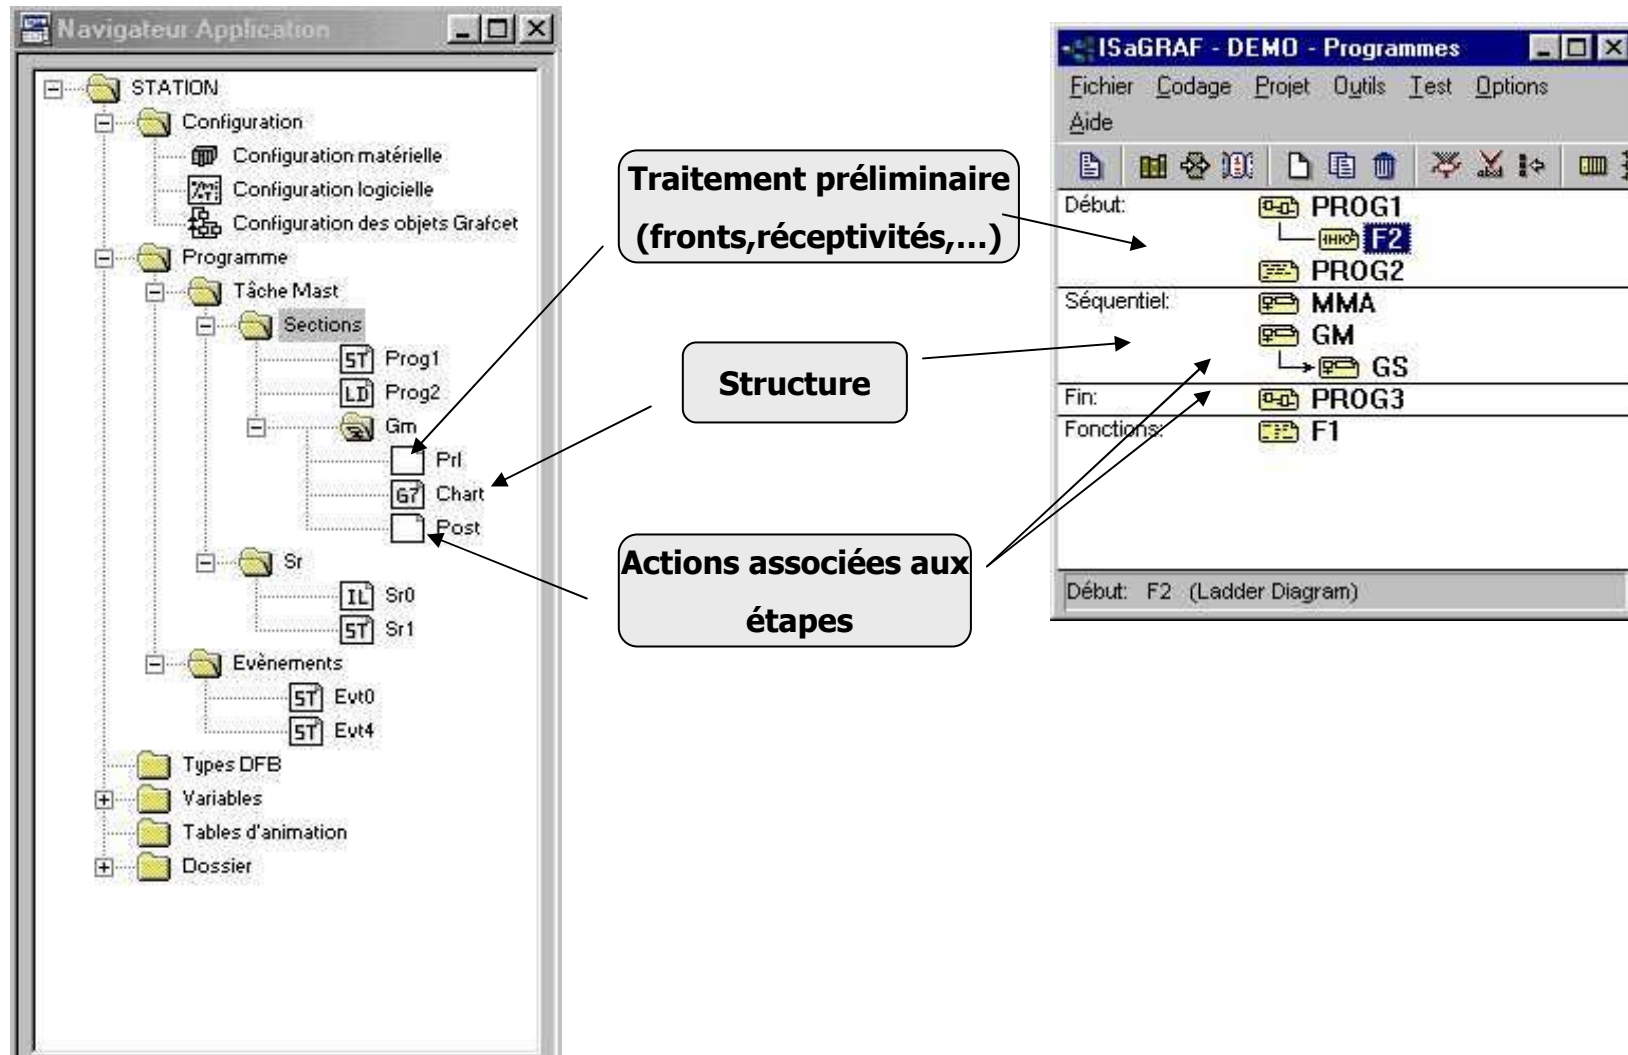 Navigateur Application
STATION
Configuration
Configuration matérielle
Configuration logicielle
Configuration des objets Grafcet
Programme
Tâche Mast
Sections
ST Prog1
LD Prog2
Gm
Prl
G7 Chart
Post
Sr
IL Sr0
ST Sr1
Evènements
ST Evt0
ST Evt4
Types DFB
Variables
Tables d'animation
Dossier
Traitement préliminaire
(fronts,réceptivités,...)
Structure
Actions associées aux
étapes
ISaGRAF - DEMO - Programmes
Fichier Codage Projet Outils Test Options
Aide
Début: PROG1
F2
PROG2
Séquentiel: MMA
GM
GS
Fin: PROG3
Fonctions: F1
Début: F2 (Ladder Diagram)